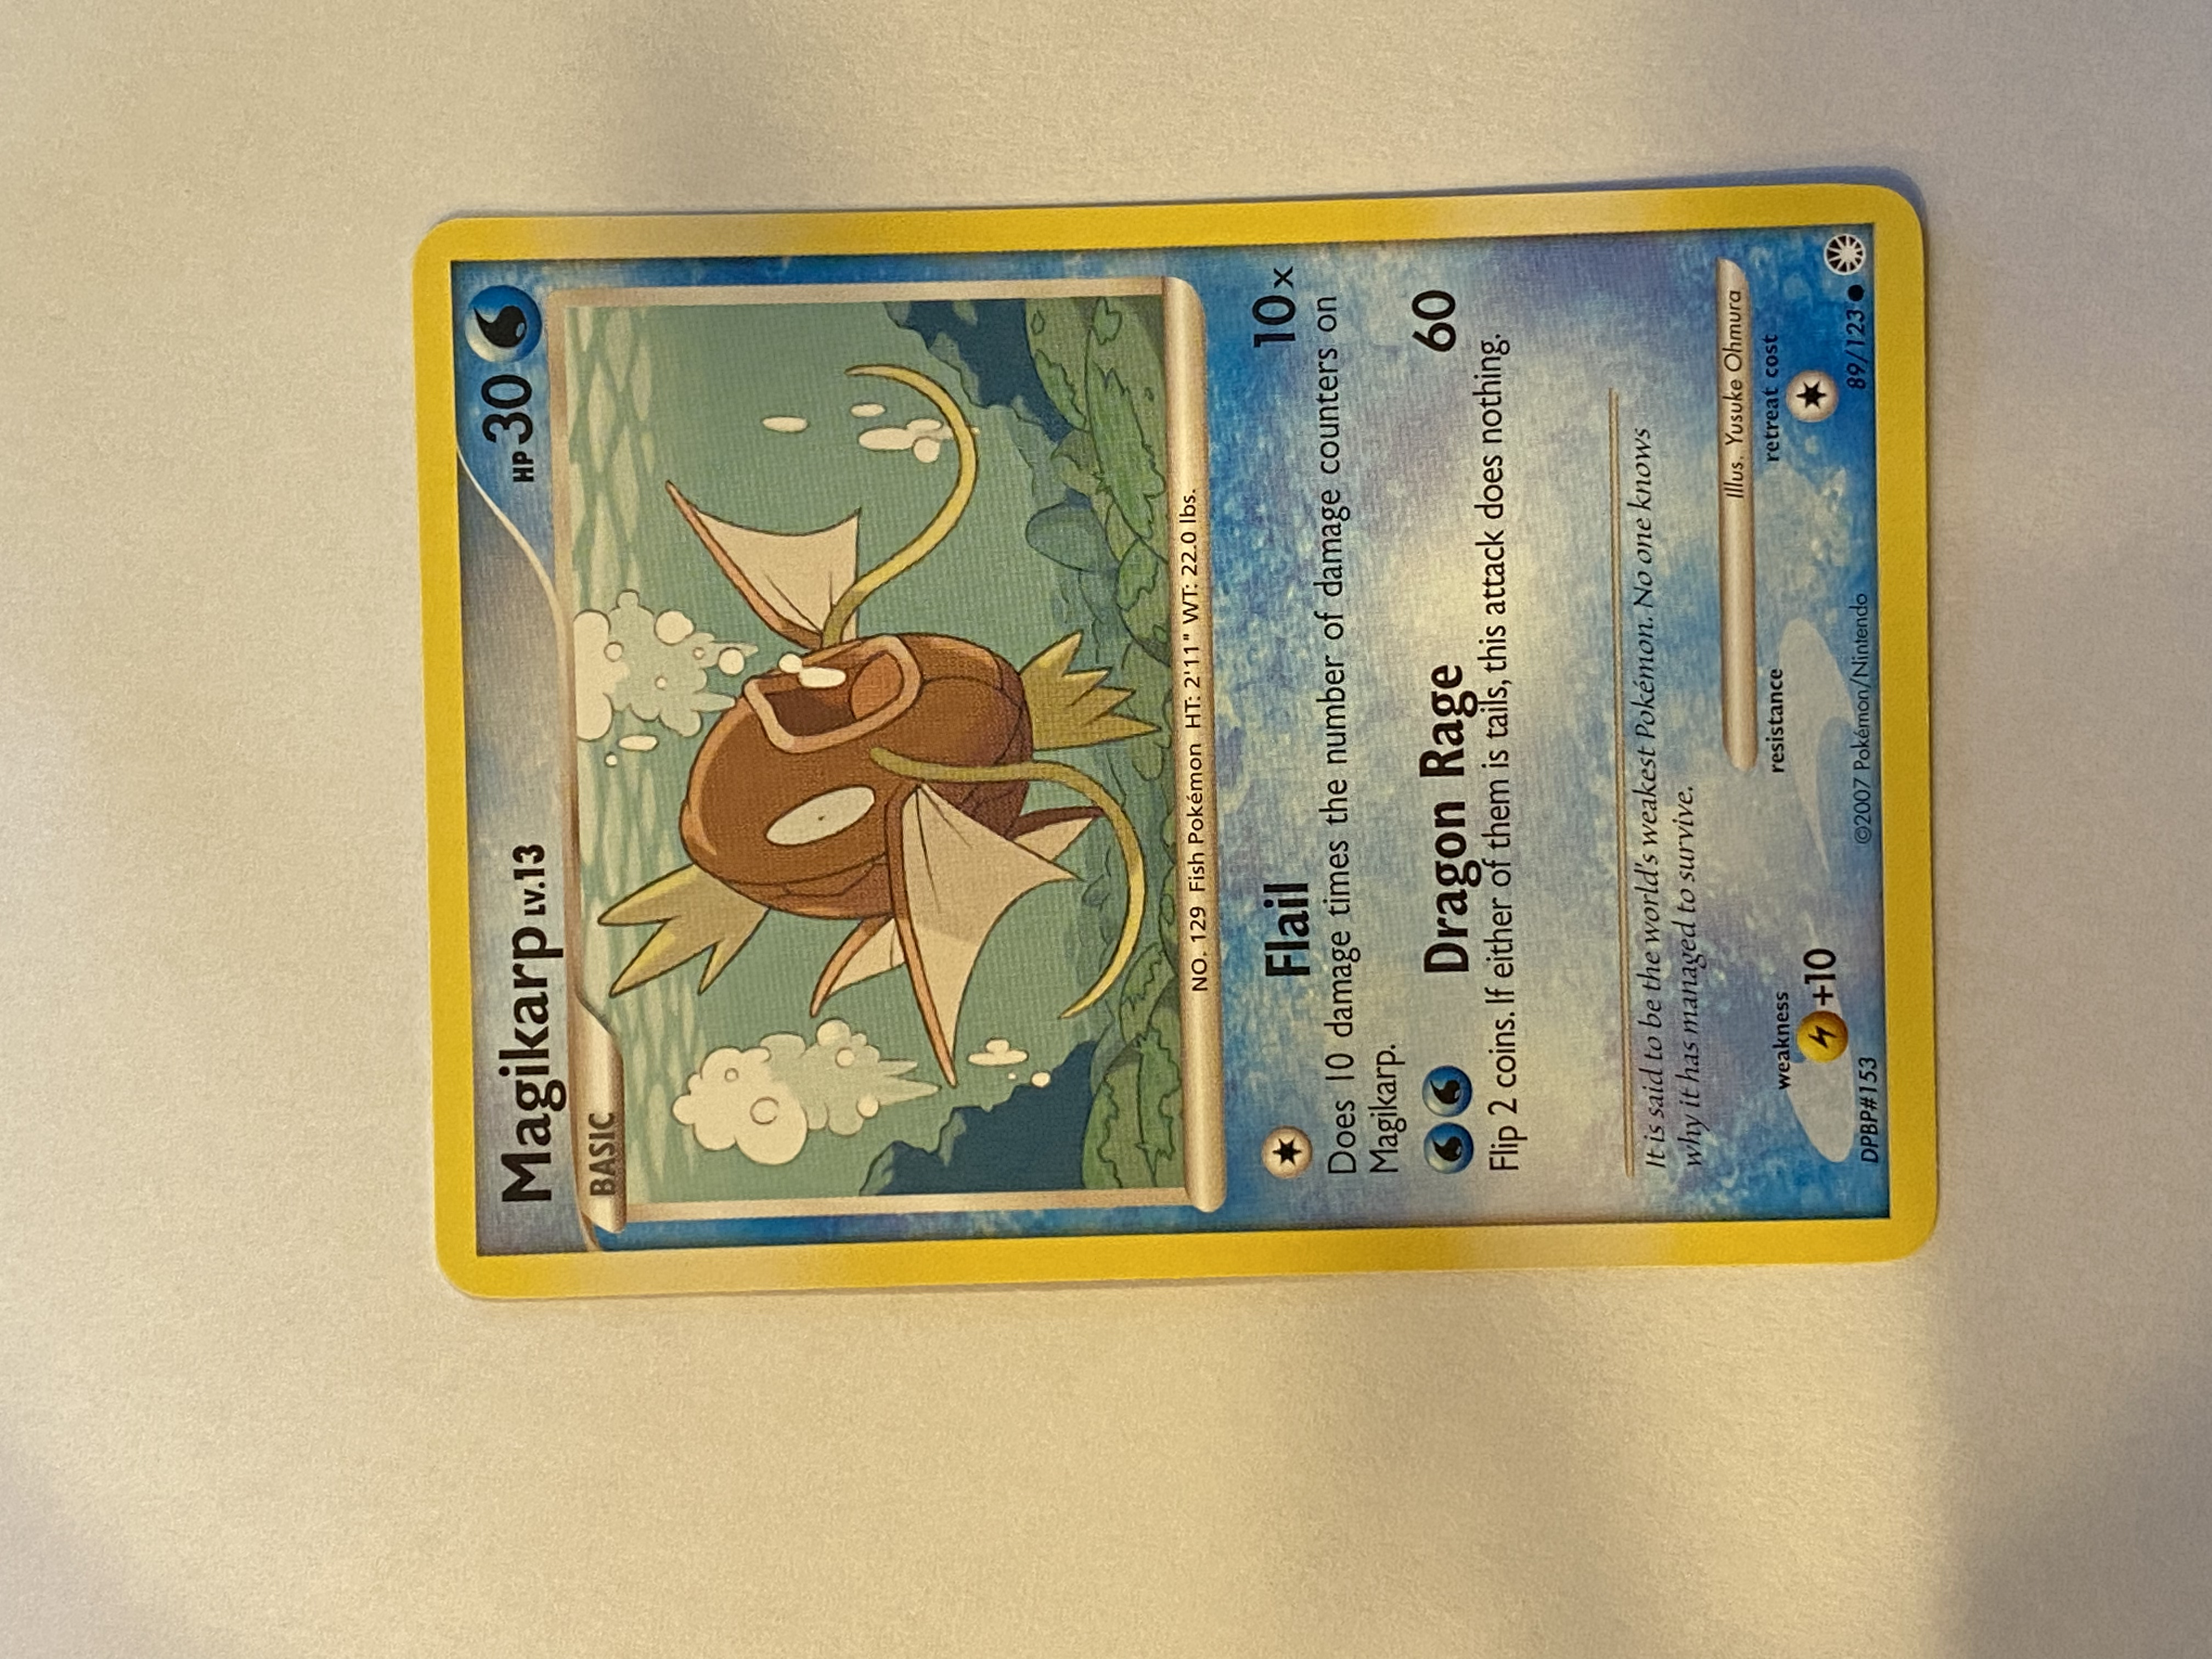 Magikarp LV.13
HP 30
BASIC
NO. 129 Fish Pokémon HT: 2'11" WT: 22.0 lbs.
Flail 10x
Does 10 damage times the number of damage counters on
Magikarp.
Dragon Rage 60
Flip 2 coins. If either of them is tails, this attack does nothing.
It is said to be the world's weakest Pokémon. No one knows
why it has managed to survive.
Illus. Yusuke Ohmura
weakness resistance retreat cost
+10
DPBP#153 ©2007 Pokémon/Nintendo 89/123